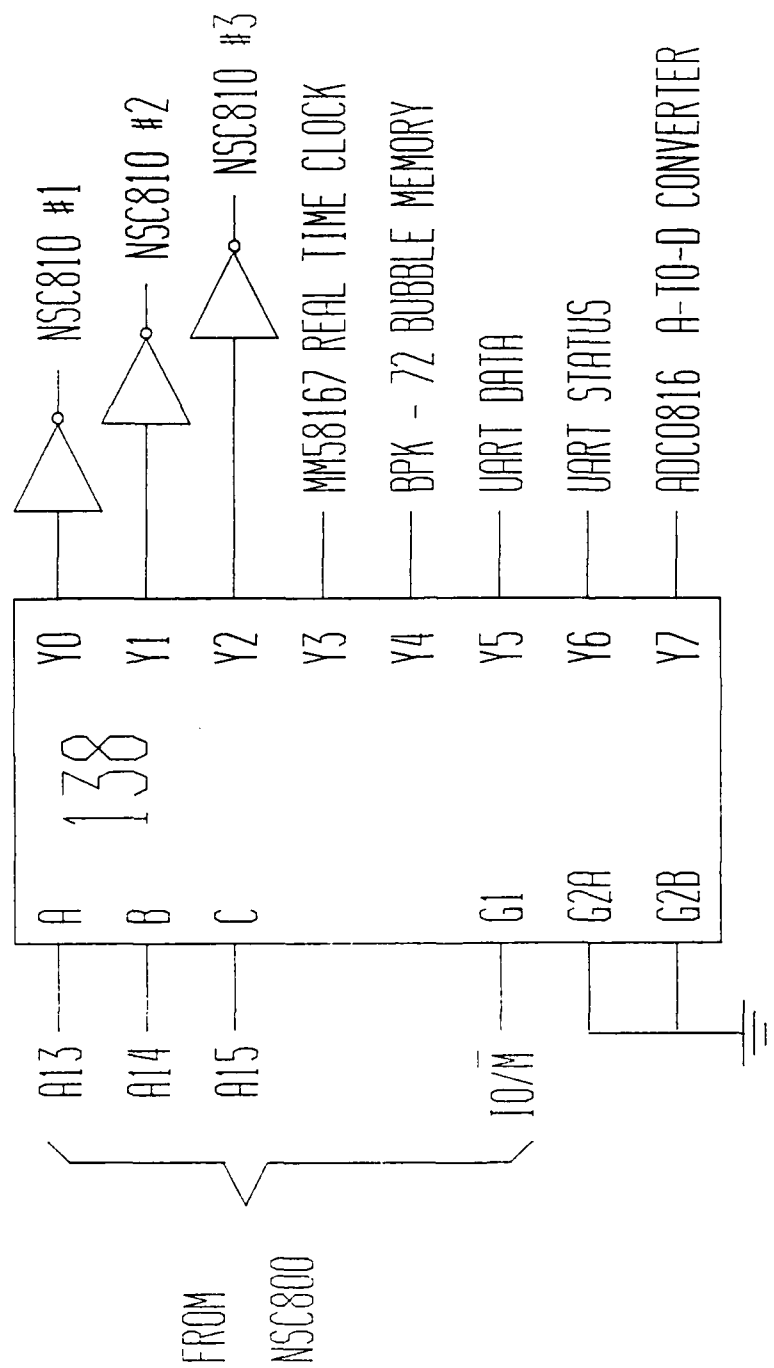 FROM
NSC800
A13
A14
A15
IO/M̅
A
B
C
G1
G2A
G2B
138
Y0
Y1
Y2
Y3
Y4
Y5
Y6
Y7
NSC810 #1
NSC810 #2
NSC810 #3
MM58167 REAL TIME CLOCK
BPK - 72 BUBBLE MEMORY
UART DATA
UART STATUS
ADC0816 A-TO-D CONVERTER